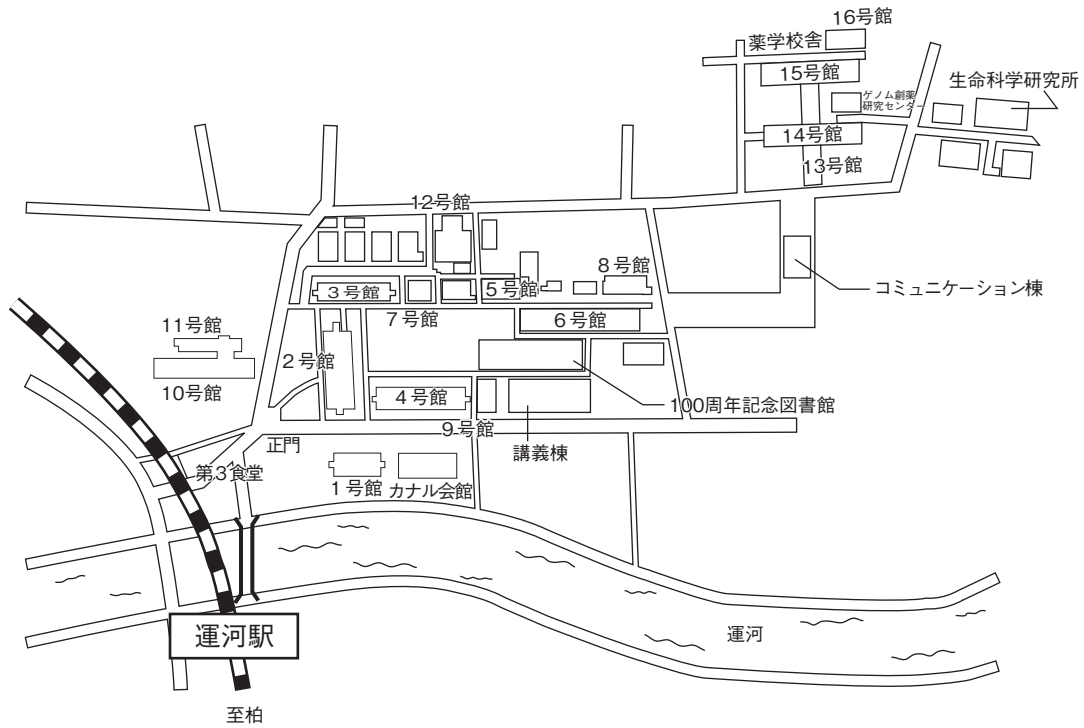 16号館
薬学校舎
15号館
生命科学研究所
ゲノム創薬
研究センター
14号館
13号館
12号館
8号館
5号館
3号館
コミュニケーション棟
7号館
6号館
11号館
2号館
10号館
4号館
100周年記念図書館
9号館
正門
講義棟
第3食堂
1号館
カナル会館
運河
運河駅
至柏